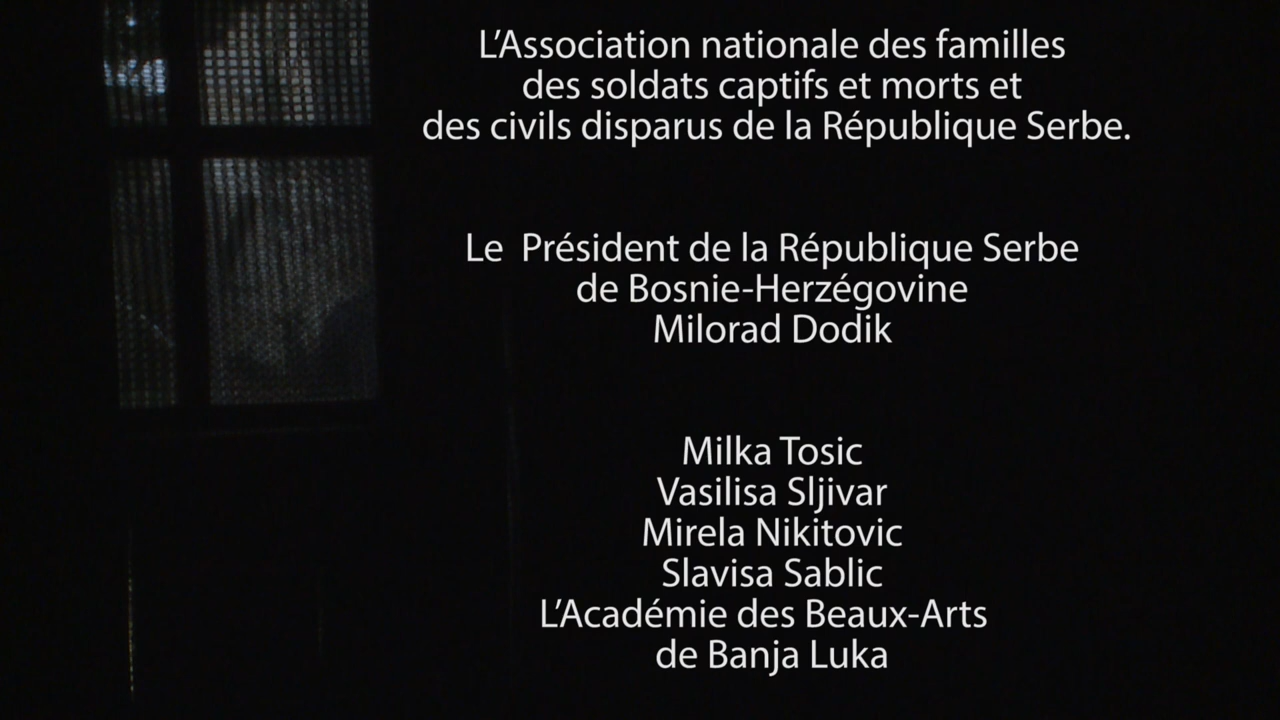 L’Association nationale des familles
des soldats captifs et morts et
des civils disparus de la République Serbe.
Le  Président de la République Serbe
de Bosnie-Herzégovine
Milorad Dodik
Milka Tosic
Vasilisa Sljivar
Mirela Nikitovic
Slavisa Sablic
L’Académie des Beaux-Arts
de Banja Luka